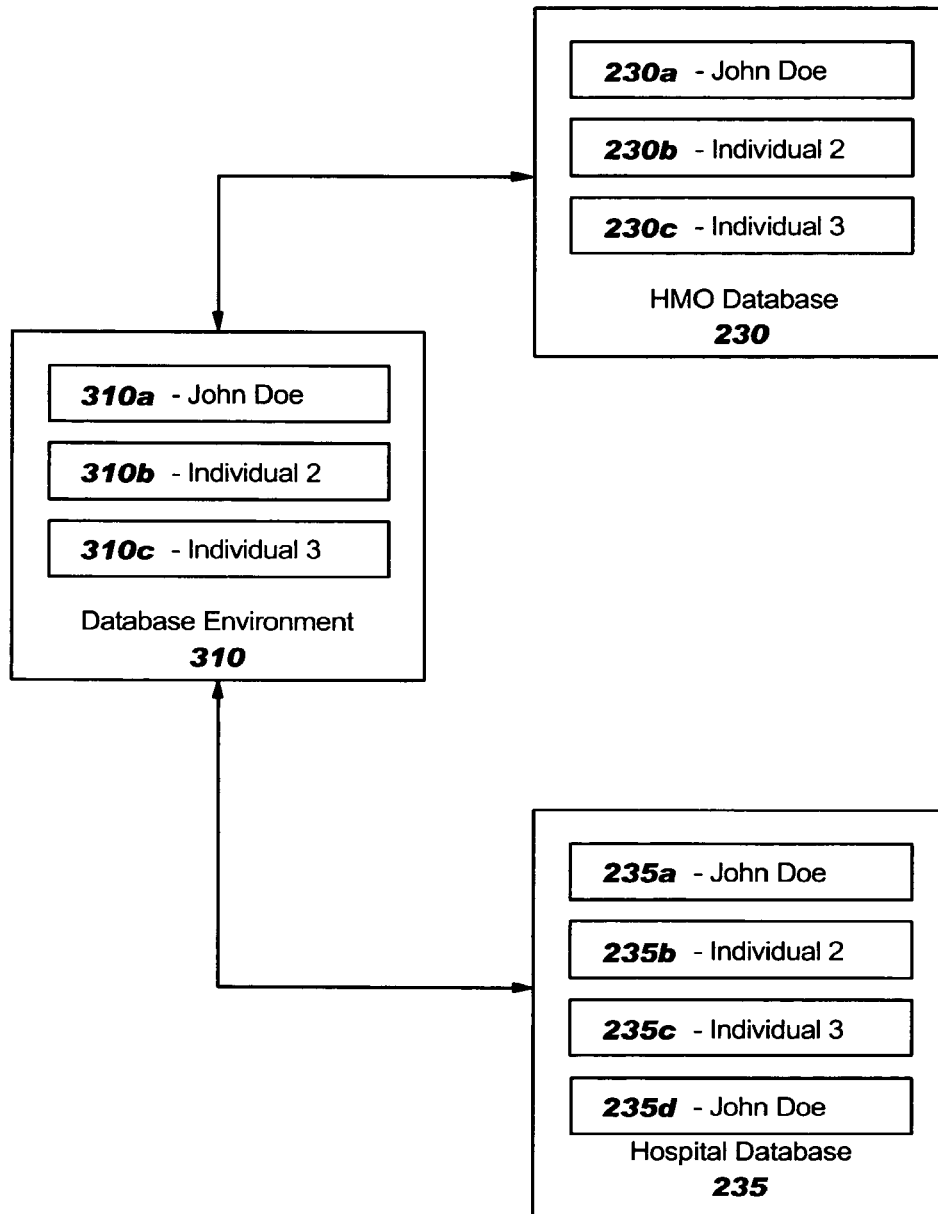 230a - John Doe
230b - Individual 2
230c - Individual 3
HMO Database
230
310a - John Doe
310b - Individual 2
310c - Individual 3
Database Environment
310
235a - John Doe
235b - Individual 2
235c - Individual 3
235d - John Doe
Hospital Database
235